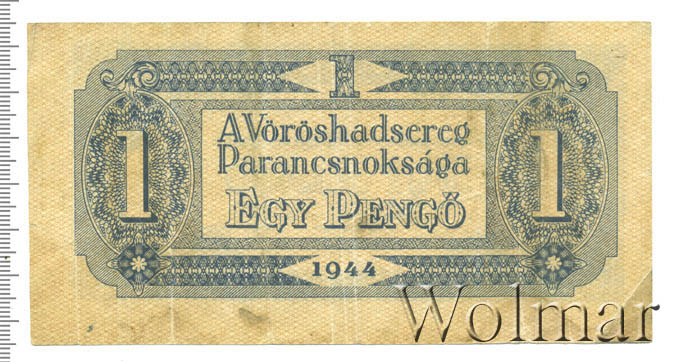 1
A Vöröshadsereg
1 Parancsnoksága 1
EGY PENGŐ
1944
Wolmar